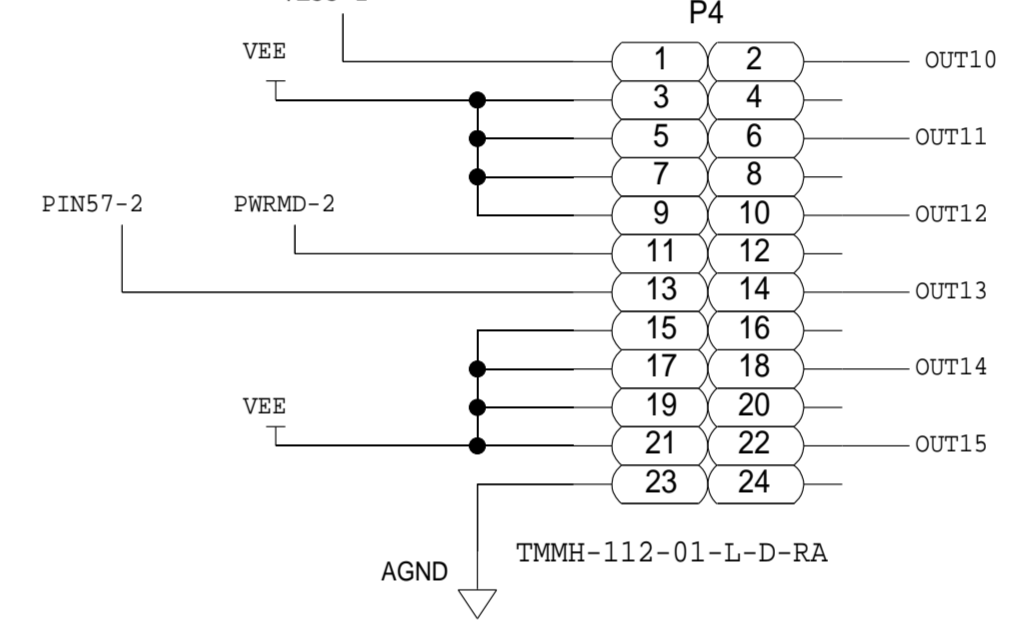 P4
VEE
1 2 OUT10
3 4
5 6 OUT11
7 8
PIN57-2 PWRMD-2
9 10 OUT12
11 12
13 14 OUT13
15 16
17 18 OUT14
VEE
19 20
21 22 OUT15
23 24
TMMH-112-01-L-D-RA
AGND